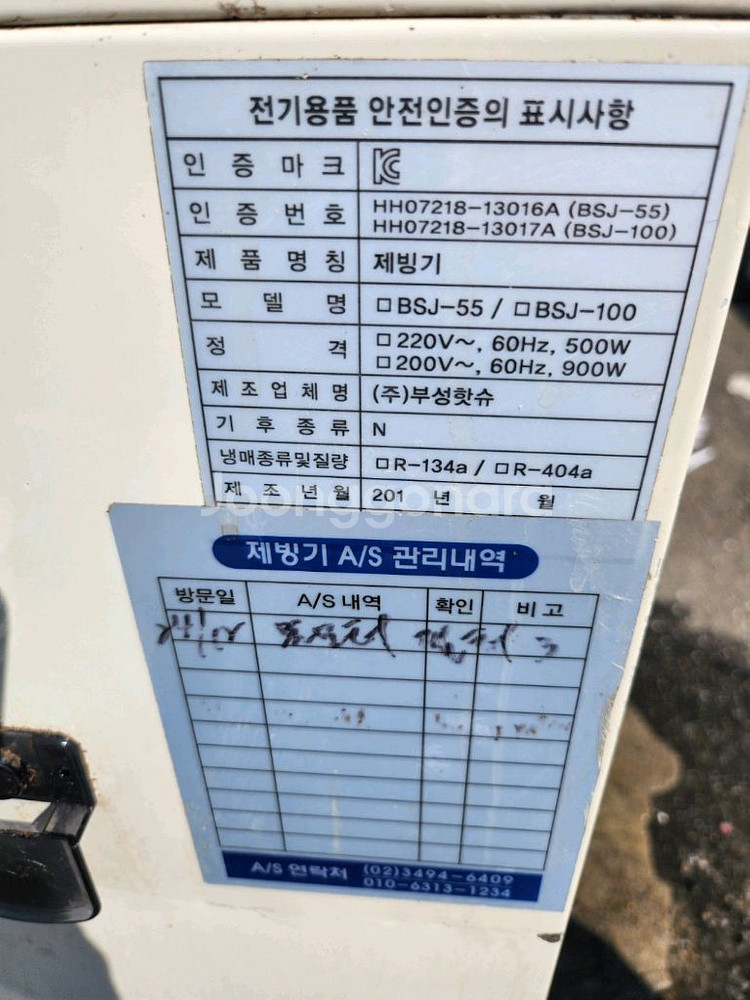 전기용품 안전인증의 표시사항
인증마크
인증번호 HH07218-13016A (BSJ-55)
HH07218-13017A (BSJ-100)
제품명칭 제빙기
모델명 □BSJ-55 / □BSJ-100
정격 □220V~, 60Hz, 500W
□200V~, 60Hz, 900W
제조업체명 (주)부성핫슈
기후종류 N
냉매종류및질량 □R-134a / □R-404a
제조년월 201 년 월
Joonggonara
제빙기 A/S 관리내역
방문일 A/S 내역 확인 비고
A/S 연락처 (02)3494-6409
010-6313-1234